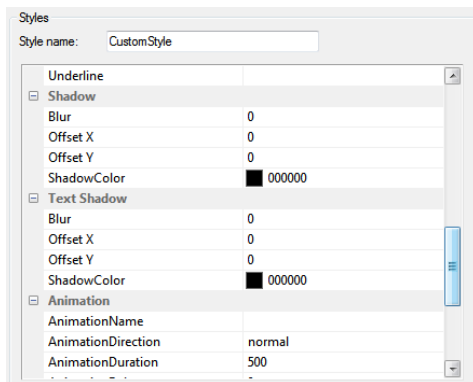 Styles
Style name: CustomStyle
Underline
Shadow
Blur 0
Offset X 0
Offset Y 0
ShadowColor 000000
Text Shadow
Blur 0
Offset X 0
Offset Y 0
ShadowColor 000000
Animation
AnimationName
AnimationDirection normal
AnimationDuration 500